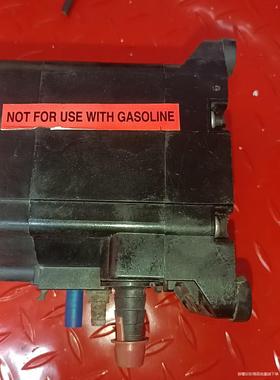 NOT FOR USE WITH GASOLINE